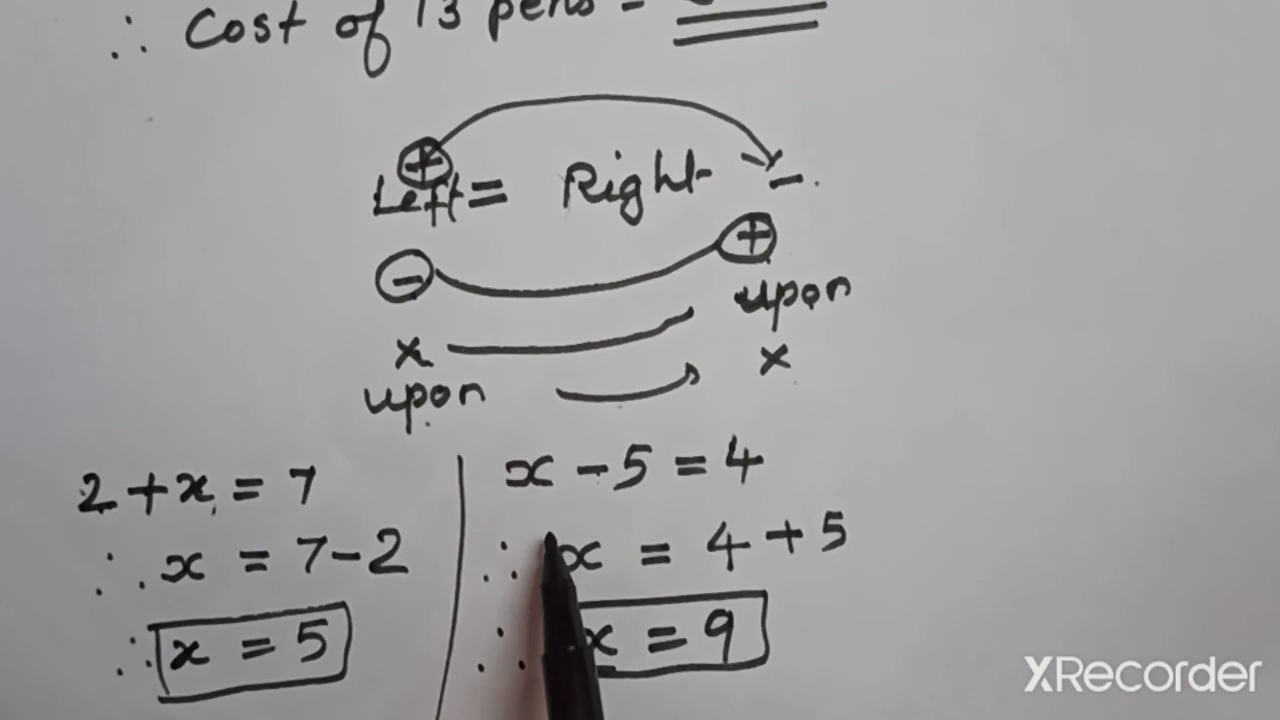 ∴ Cost of 13 pens =
+
Left = Right -
- +
upon
x x
upon
2 + x = 7
∴ x = 7 - 2
∴ x = 5
x - 5 = 4
∴ x = 4 + 5
∴ x = 9
XRecorder